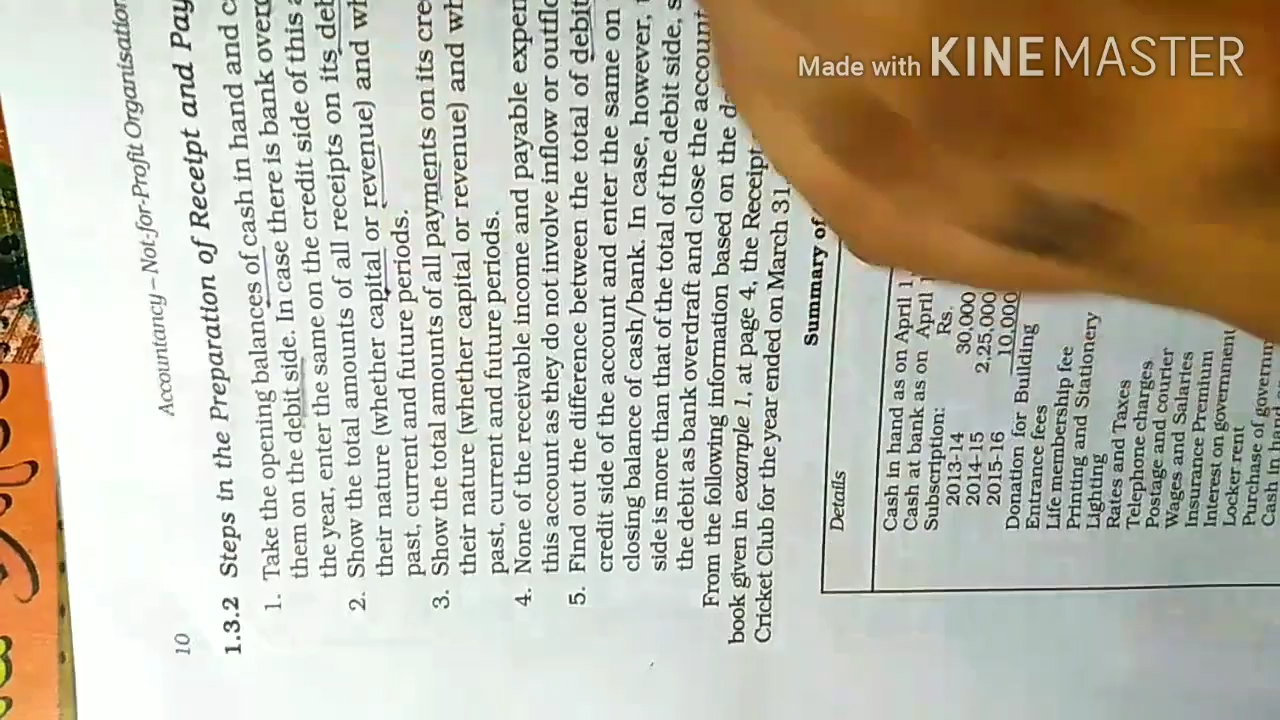 Made with KINEMASTER
10
Accountancy – Not-for-Profit Organisation
1.3.2 Steps in the Preparation of Receipt and Pay
1. Take the opening balances of cash in hand and c
them on the debit side. In case there is bank overd
the year, enter the same on the credit side of this a
2. Show the total amounts of all receipts on its deb
their nature (whether capital or revenue) and wh
past, current and future periods.
3. Show the total amounts of all payments on its cre
their nature (whether capital or revenue) and wh
past, current and future periods.
4. None of the receivable income and payable expen
this account as they do not involve inflow or outflo
5. Find out the difference between the total of debit
credit side of the account and enter the same on
closing balance of cash/bank. In case, however,
side is more than that of the total of the debit side, s
the debit as bank overdraft and close the account
From the following information based on the d
book given in example 1, at page 4, the Receipt
Cricket Club for the year ended on March 31,
Summary of
Details
Cash in hand as on April 1
Cash at bank as on April
Subscription: Rs.
2013-14 30,000
2014-15 2,25,000
2015-16 10,000
Donation for Building
Entrance fees
Life membership fee
Printing and Stationery
Lighting
Rates and Taxes
Telephone charges
Postage and courier
Wages and Salaries
Insurance Premium
Interest on government
Locker rent
Purchase of governm
Cash in han